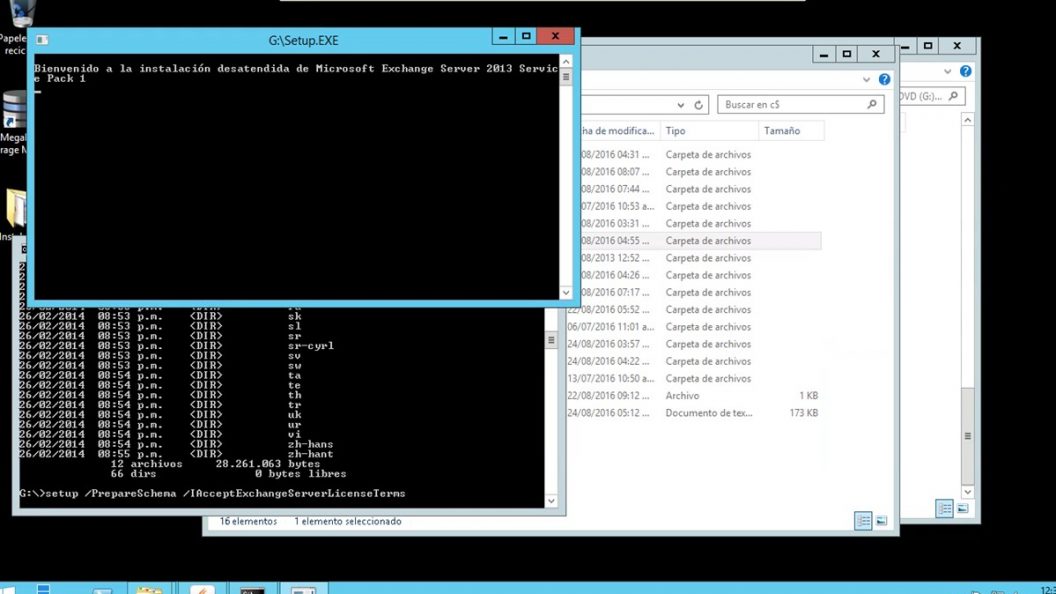 G:\Setup.EXE
Bienvenido a la instalación desatendida de Microsoft Exchange Server 2013 Servic
e Pack 1
26/02/2014 08:53 p.m. <DIR> sk
26/02/2014 08:53 p.m. <DIR> sl
26/02/2014 08:53 p.m. <DIR> sr
26/02/2014 08:53 p.m. <DIR> sr-cyrl
26/02/2014 08:53 p.m. <DIR> sv
26/02/2014 08:53 p.m. <DIR> sw
26/02/2014 08:54 p.m. <DIR> ta
26/02/2014 08:54 p.m. <DIR> te
26/02/2014 08:54 p.m. <DIR> th
26/02/2014 08:54 p.m. <DIR> tr
26/02/2014 08:54 p.m. <DIR> uk
26/02/2014 08:54 p.m. <DIR> ur
26/02/2014 08:54 p.m. <DIR> vi
26/02/2014 08:54 p.m. <DIR> zh-hans
26/02/2014 08:55 p.m. <DIR> zh-hant
12 archivos 28.261.063 bytes
66 dirs 0 bytes libres
G:\>setup /PrepareSchema /IAcceptExchangeServerLicenseTerms
Buscar en c$
DVD (G:)...
ha de modifica... Tipo Tamaño
08/2016 04:31 ... Carpeta de archivos
08/2016 08:07 ... Carpeta de archivos
08/2016 07:44 ... Carpeta de archivos
07/2016 10:53 a... Carpeta de archivos
08/2016 03:31 ... Carpeta de archivos
08/2016 04:55 ... Carpeta de archivos
08/2013 12:52 ... Carpeta de archivos
08/2016 04:26 ... Carpeta de archivos
08/2016 07:17 ... Carpeta de archivos
22/08/2016 05:52 ... Carpeta de archivos
06/07/2016 11:01 a... Carpeta de archivos
24/08/2016 03:57 ... Carpeta de archivos
24/08/2016 04:22 ... Carpeta de archivos
13/07/2016 10:50 a... Carpeta de archivos
22/08/2016 09:12 ... Archivo 1 KB
24/08/2016 05:12 ... Documento de tex... 173 KB
16 elementos 1 elemento seleccionado
Papele
recic
Mega
rage M
Inst